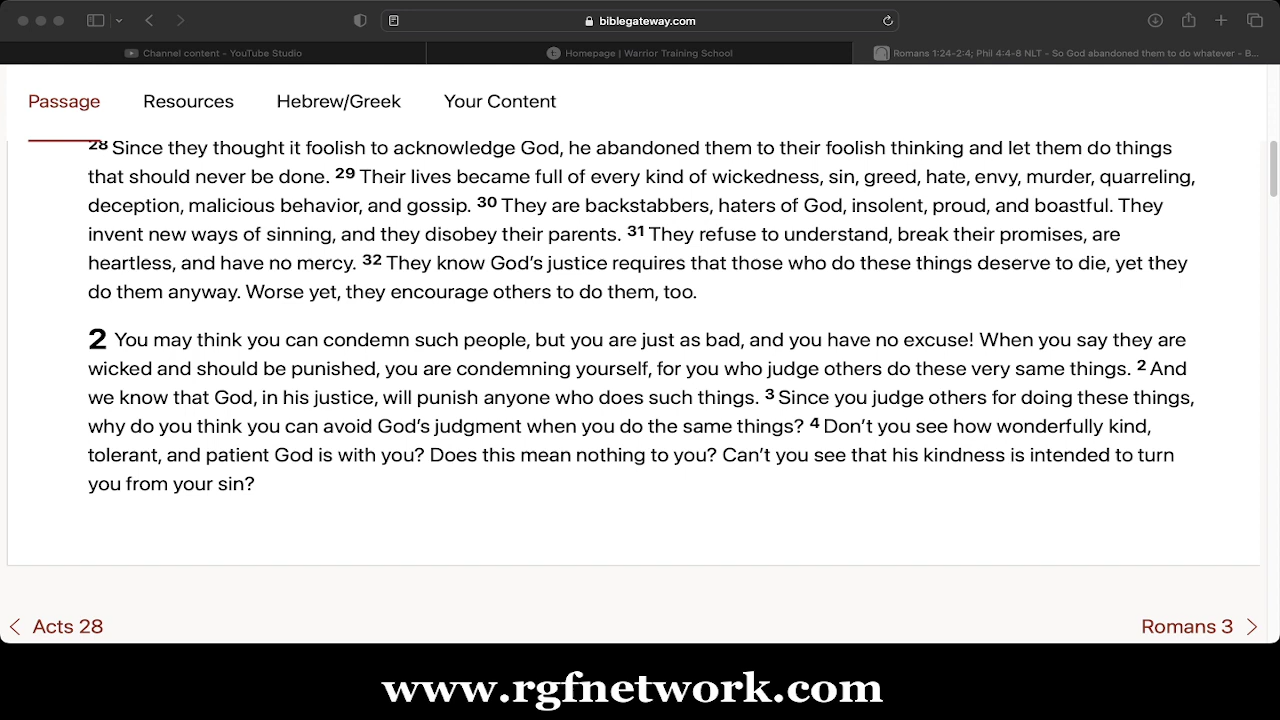 biblegateway.com
Channel content - YouTube Studio
Homepage | Warrior Training School
Romans 1:24-2:4; Phil 4:4-8 NLT - So God abandoned them to do whatever - B...
Passage
Resources
Hebrew/Greek
Your Content
28 Since they thought it foolish to acknowledge God, he abandoned them to their foolish thinking and let them do things
that should never be done. 29 Their lives became full of every kind of wickedness, sin, greed, hate, envy, murder, quarreling,
deception, malicious behavior, and gossip. 30 They are backstabbers, haters of God, insolent, proud, and boastful. They
invent new ways of sinning, and they disobey their parents. 31 They refuse to understand, break their promises, are
heartless, and have no mercy. 32 They know God’s justice requires that those who do these things deserve to die, yet they
do them anyway. Worse yet, they encourage others to do them, too.
2 You may think you can condemn such people, but you are just as bad, and you have no excuse! When you say they are
wicked and should be punished, you are condemning yourself, for you who judge others do these very same things. 2 And
we know that God, in his justice, will punish anyone who does such things. 3 Since you judge others for doing these things,
why do you think you can avoid God’s judgment when you do the same things? 4 Don’t you see how wonderfully kind,
tolerant, and patient God is with you? Does this mean nothing to you? Can’t you see that his kindness is intended to turn
you from your sin?
Acts 28
Romans 3
www.rgfnetwork.com